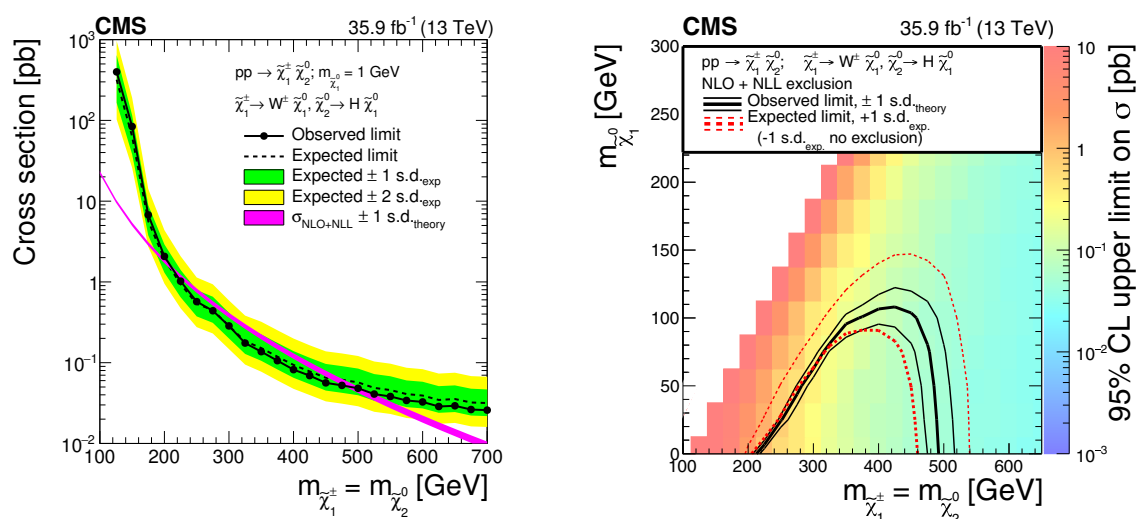 CMS 35.9 fb⁻¹ (13 TeV)
Cross section [pb]
10³
10²
10
1
10⁻¹
10⁻²
pp → χ̃₁± χ̃₂⁰; m_χ̃₁⁰ = 1 GeV
χ̃₁± → W± χ̃₁⁰, χ̃₂⁰ → H χ̃₁⁰
Observed limit
Expected limit
Expected ± 1 s.d.exp
Expected ± 2 s.d.exp
σNLO+NLL ± 1 s.d.theory
100 200 300 400 500 600 700
m_χ̃₁± = m_χ̃₂⁰ [GeV]
CMS 35.9 fb⁻¹ (13 TeV)
m_χ̃₁⁰ [GeV]
300
250
200
150
100
50
0
pp → χ̃₁± χ̃₂⁰; χ̃₁± → W± χ̃₁⁰, χ̃₂⁰ → H χ̃₁⁰
NLO + NLL exclusion
Observed limit, ± 1 s.d.theory
Expected limit, +1 s.d.exp.
(-1 s.d.exp. no exclusion)
100 200 300 400 500 600
m_χ̃₁± = m_χ̃₂⁰ [GeV]
10
1
10⁻¹
10⁻²
10⁻³
95% CL upper limit on σ [pb]